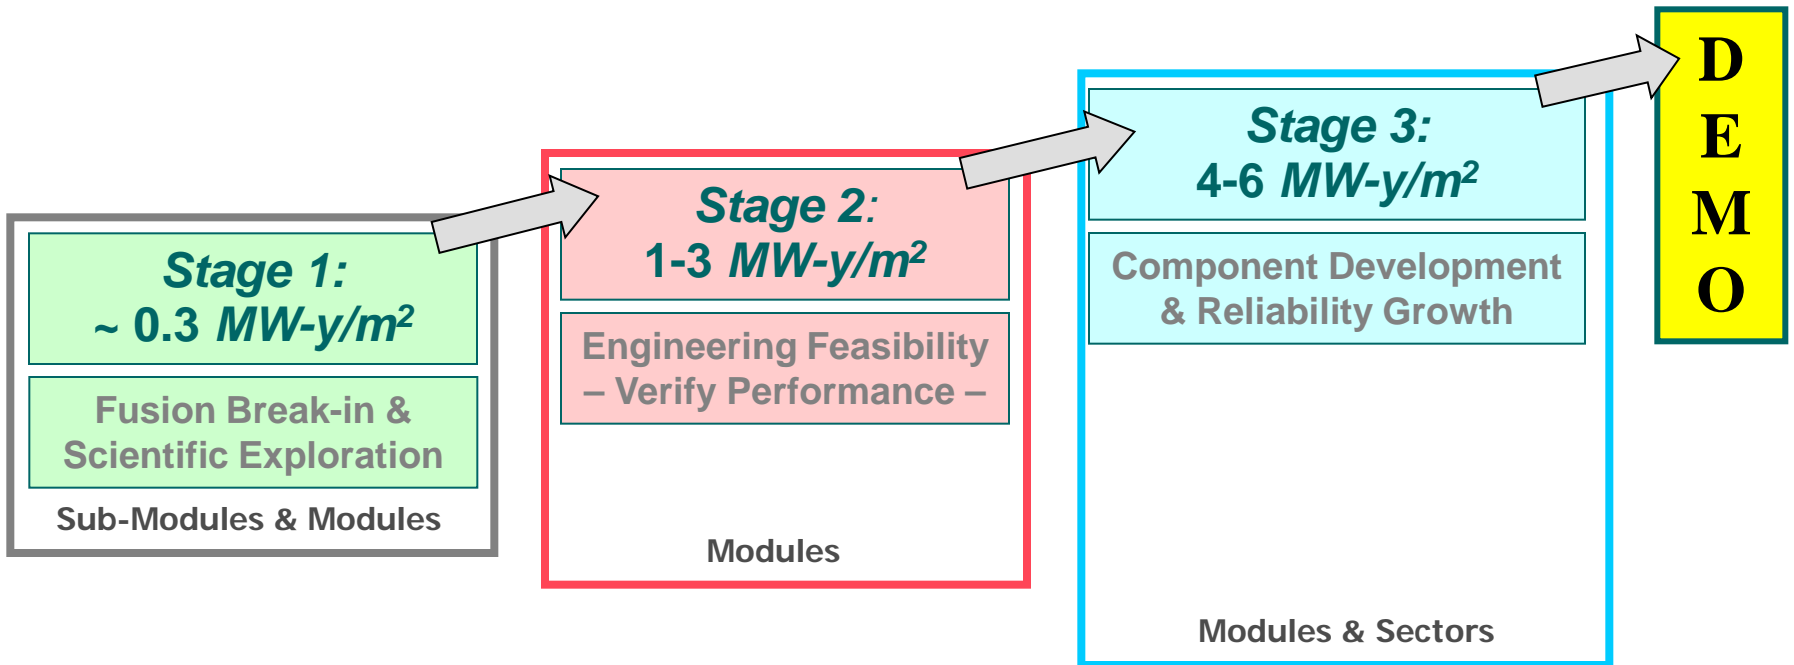 Stage 1:
~ 0.3 MW-y/m²
Fusion Break-in &
Scientific Exploration
Sub-Modules & Modules
Stage 2:
1-3 MW-y/m²
Engineering Feasibility
– Verify Performance –
Modules
Stage 3:
4-6 MW-y/m²
Component Development
& Reliability Growth
Modules & Sectors
D
E
M
O